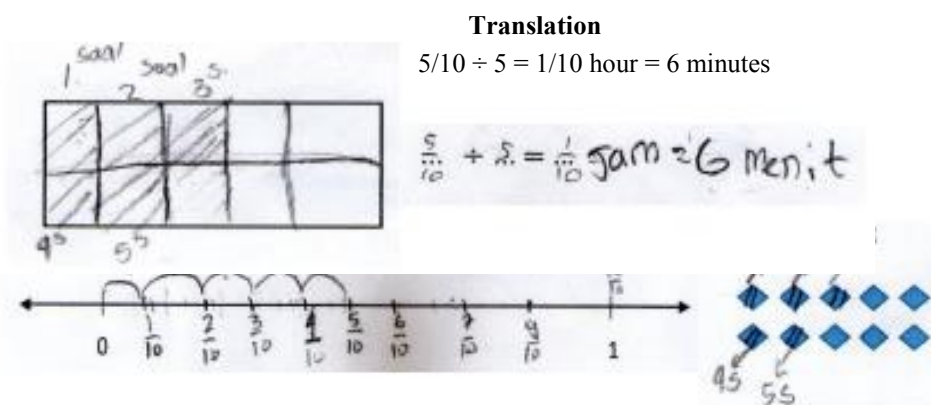 Translation
5/10 ÷ 5 = 1/10 hour = 6 minutes
1. soal 2 soal 3 s.
5/10 ÷ 5 = 1/10 Jam = 6 menit
4s 5s
0 1/10 2/10 3/10 4/10 5/10 6/10 7/10 8/10 1
4s
5s